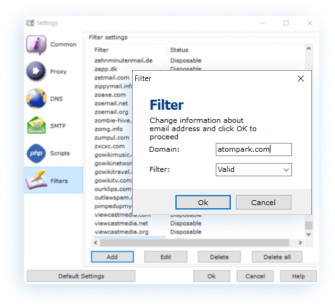 Settings
Common
Proxy
DNS
SMTP
php
Scripts
Filters
Filter settings
Filter Status
zehnminutenmail.de Disposable
zepp.dk Disposable
zetmail.com
zippymail.inf
zoaxe.com
zoemail.net
zoemail.org
zombie-hive.
zomg.info
zumpul.com
zxcxc.com
gowikimusic.
gowikinetwor
gowikitravel.
gowikitv.com
ourklips.com
outlawspam.
pimpedupmy
viewcastmedia.com Disposable
viewcastmedia.net Disposable
viewcastmedia.org Disposable
Add Edit Delete Delete all
Default Settings Ok Cancel Help
Filter
Filter
Change information about
email address and click OK to
proceed
Domain: atompark.com
Filter: Valid
Ok Cancel